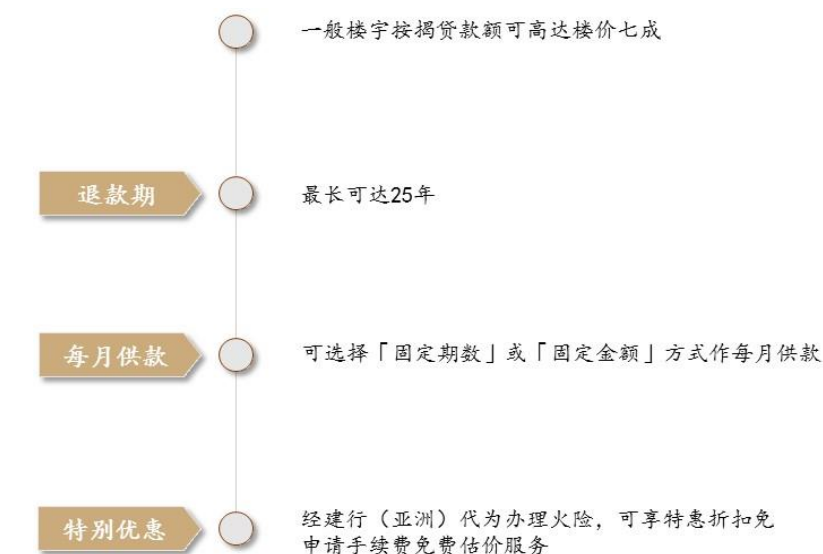 一般楼宇按揭贷款额可高达楼价七成
退款期
最长可达25年
每月供款
可选择「固定期数」或「固定金额」方式作每月供款
特别优惠
经建行（亚洲）代为办理火险，可享特惠折扣免
申请手续费免费估价服务